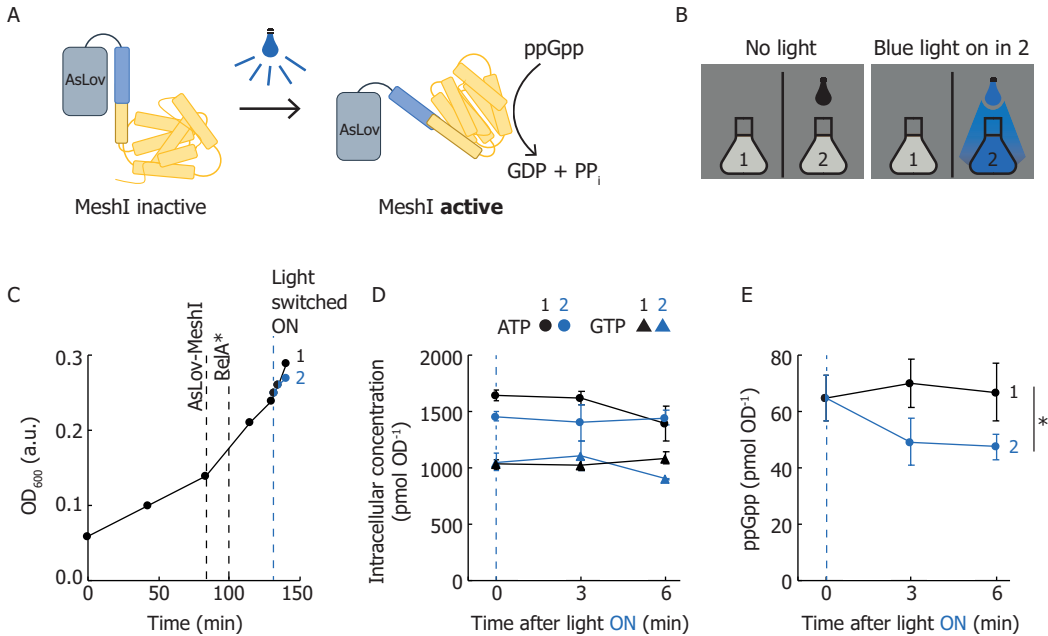 A
AsLov
MeshI inactive
AsLov
ppGpp
GDP + PPi
MeshI active
B
No light
Blue light on in 2
1
2
1
2
C
AsLov-MeshI
RelA*
Light
switched
ON
0.3
0.2
0.1
0.0
OD600 (a.u.)
1
2
0
50
100
150
Time (min)
D
1 2
ATP
1 2
GTP
2000
1500
1000
500
0
Intracellular concentration
(pmol OD-1)
0
3
6
Time after light ON (min)
E
80
60
40
20
0
ppGpp (pmol OD-1)
1
2
*
0
3
6
Time after light ON (min)